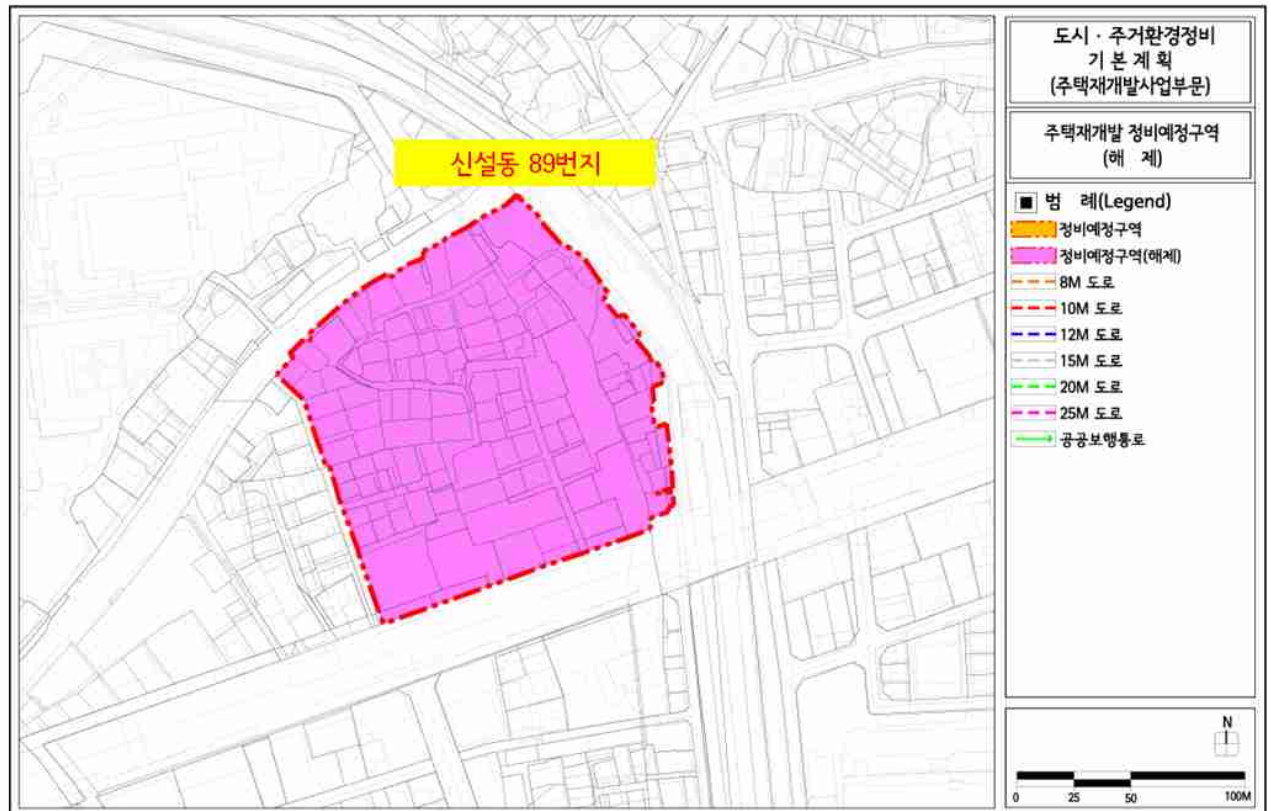 신설동 89번지
도시 · 주거환경정비
기 본 계 획
(주택재개발사업부문)
주택재개발 정비예정구역
(해 제)
범 례(Legend)
정비예정구역
정비예정구역(해제)
8M 도로
10M 도로
12M 도로
15M 도로
20M 도로
25M 도로
공공보행통로
N
0 25 50 100M